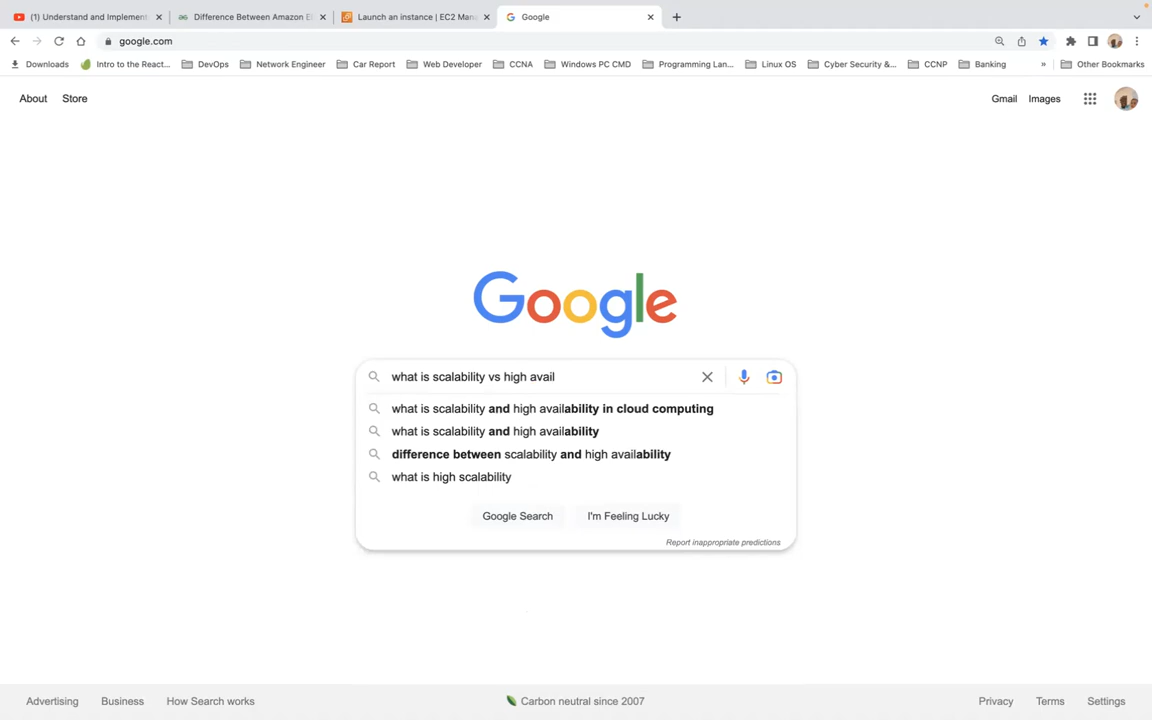 (1) Understand and Implement
Difference Between Amazon E
Launch an instance | EC2 Man
Google
google.com
Downloads
Intro to the React...
DevOps
Network Engineer
Car Report
Web Developer
CCNA
Windows PC CMD
Programming Lan...
Linux OS
Cyber Security &...
CCNP
Banking
»
Other Bookmarks
About
Store
Gmail
Images
Google
what is scalability vs high avail
what is scalability and high availability in cloud computing
what is scalability and high availability
difference between scalability and high availability
what is high scalability
Google Search
I'm Feeling Lucky
Report inappropriate predictions
Advertising
Business
How Search works
Carbon neutral since 2007
Privacy
Terms
Settings